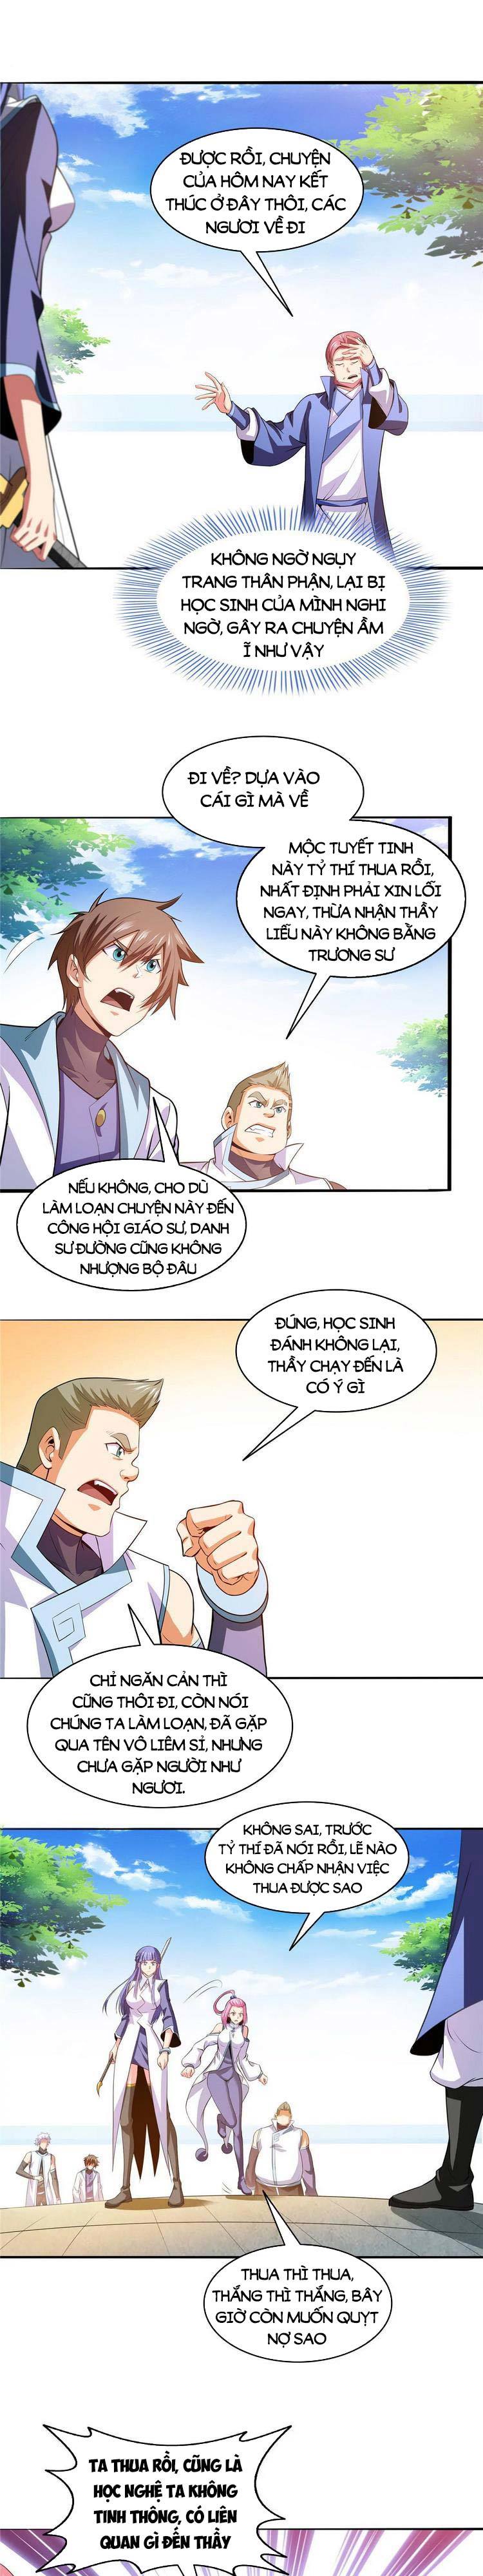 ĐƯỢC RỒI, CHUYỆN
CỦA HÔM NAY KẾT
THÚC Ở ĐÂY THÔI, CÁC
NGƯƠI VỀ ĐI
KHÔNG NGỜ NGỤY
TRANG THÂN PHẬN, LẠI BỊ
HỌC SINH CỦA MÌNH NGHI
NGỜ, GÂY RA CHUYỆN ẦM
Ĩ NHƯ VẬY
ĐI VỀ? DỰA VÀO
CÁI GÌ MÀ VỀ
MỘC TUYẾT TINH
NÀY TỶ THÍ THUA RỒI,
NHẤT ĐỊNH PHẢI XIN LỖI
NGAY, THỪA NHẬN THẦY
LIỄU NÀY KHÔNG BẰNG
TRƯƠNG SƯ
NẾU KHÔNG, CHO DÙ
LÀM LOẠN CHUYỆN NÀY ĐẾN
CÔNG HỘI GIÁO SƯ, DANH
SƯ ĐƯỜNG CŨNG KHÔNG
NHƯỢNG BỘ ĐÂU
ĐÚNG, HỌC SINH
ĐÁNH KHÔNG LẠI,
THẦY CHẠY ĐẾN LÀ
CÓ Ý GÌ
CHỈ NGĂN CẢN THÌ
CŨNG THÔI ĐI, CÒN NÓI
CHÚNG TA LÀM LOẠN, ĐÃ GẶP
QUA TÊN VÔ LIÊM SỈ, NHƯNG
CHƯA GẶP NGƯỜI NHƯ
NGƯƠI.
KHÔNG SAI, TRƯỚC
TỶ THÍ ĐÃ NÓI RỒI, LẼ NÀO
KHÔNG CHẤP NHẬN VIỆC
THUA ĐƯỢC SAO
THUA THÌ THUA,
THẮNG THÌ THẮNG, BÂY
GIỜ CÒN MUỐN QUỴT
NỢ SAO
TA THUA RỒI, CŨNG LÀ
HỌC NGHỆ TA KHÔNG
TINH THÔNG, CÓ LIÊN
QUAN GÌ ĐẾN THẦY